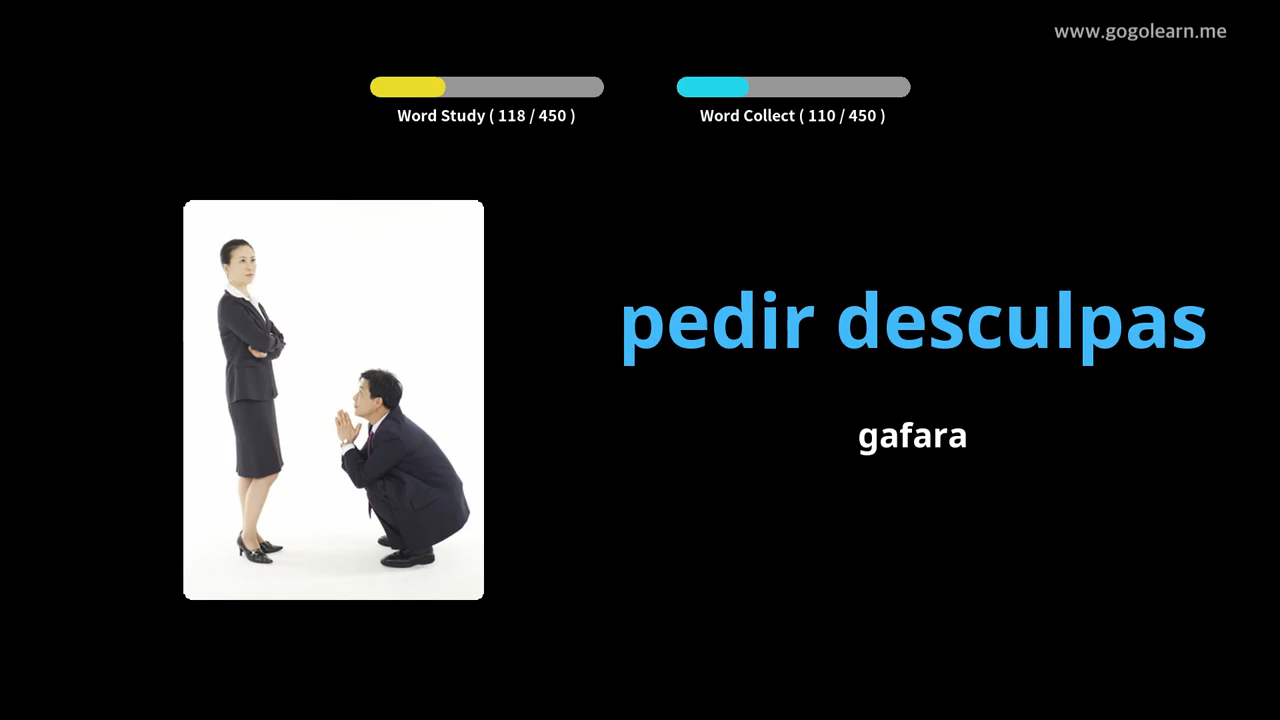 www.gogolearn.me
Word Study ( 118 / 450 )
Word Collect ( 110 / 450 )
pedir desculpas
gafara